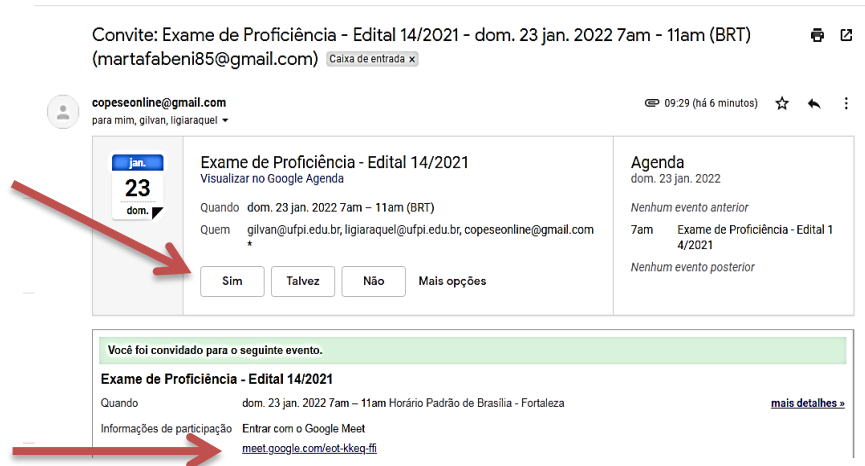 Convite: Exame de Proficiência - Edital 14/2021 - dom. 23 jan. 2022 7am - 11am (BRT)
(martafabeni85@gmail.com) Caixa de entrada x
copeseonline@gmail.com
09:29 (há 6 minutos)
para mim, gilvan, ligiaraquel
jan.
23
dom.
Exame de Proficiência - Edital 14/2021
Visualizar no Google Agenda
Quando dom. 23 jan. 2022 7am – 11am (BRT)
Quem gilvan@ufpi.edu.br, ligiaraquel@ufpi.edu.br, copeseonline@gmail.com
*
Sim Talvez Não Mais opções
Agenda
dom. 23 jan. 2022
Nenhum evento anterior
7am Exame de Proficiência - Edital 1
4/2021
Nenhum evento posterior
Você foi convidado para o seguinte evento.
Exame de Proficiência - Edital 14/2021
Quando dom. 23 jan. 2022 7am – 11am Horário Padrão de Brasília - Fortaleza mais detalhes »
Informações de participação Entrar com o Google Meet
meet.google.com/eot-kkeq-ffi